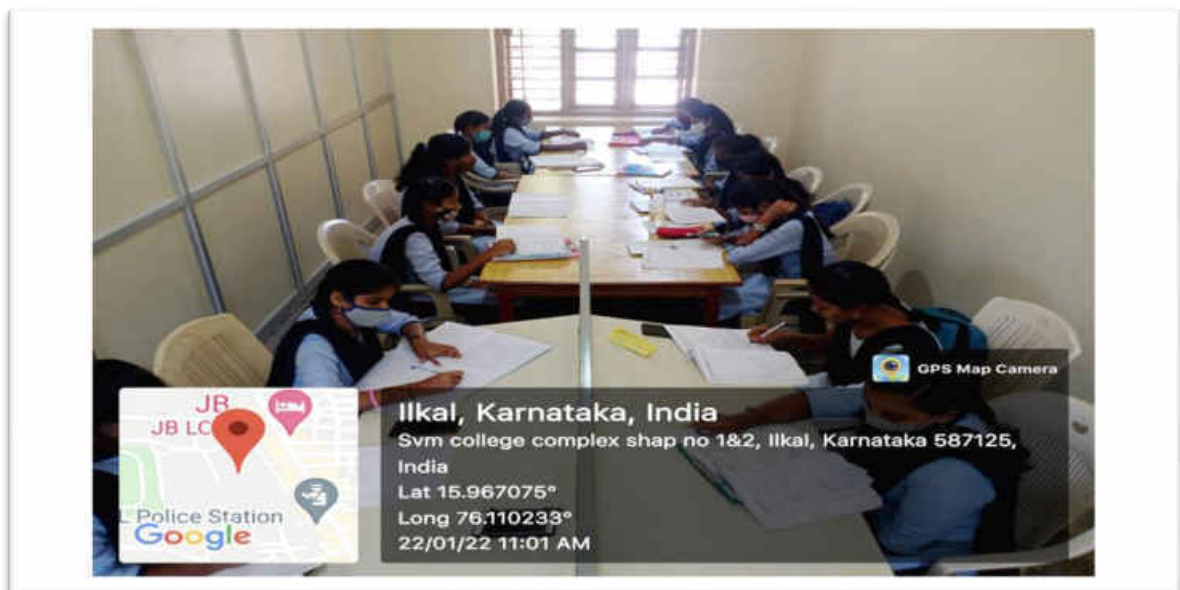 GPS Map Camera
JB
JB LO
L Police Station
Google
Ilkal, Karnataka, India
Svm college complex shap no 1&2, Ilkal, Karnataka 587125,
India
Lat 15.967075°
Long 76.110233°
22/01/22 11:01 AM